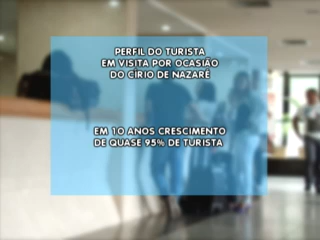 PERFIL DO TURISTA
EM VISITA POR OCASIÃO
DO CÍRIO DE NAZARÉ
EM 10 ANOS CRESCIMENTO
DE QUASE 95% DE TURISTA